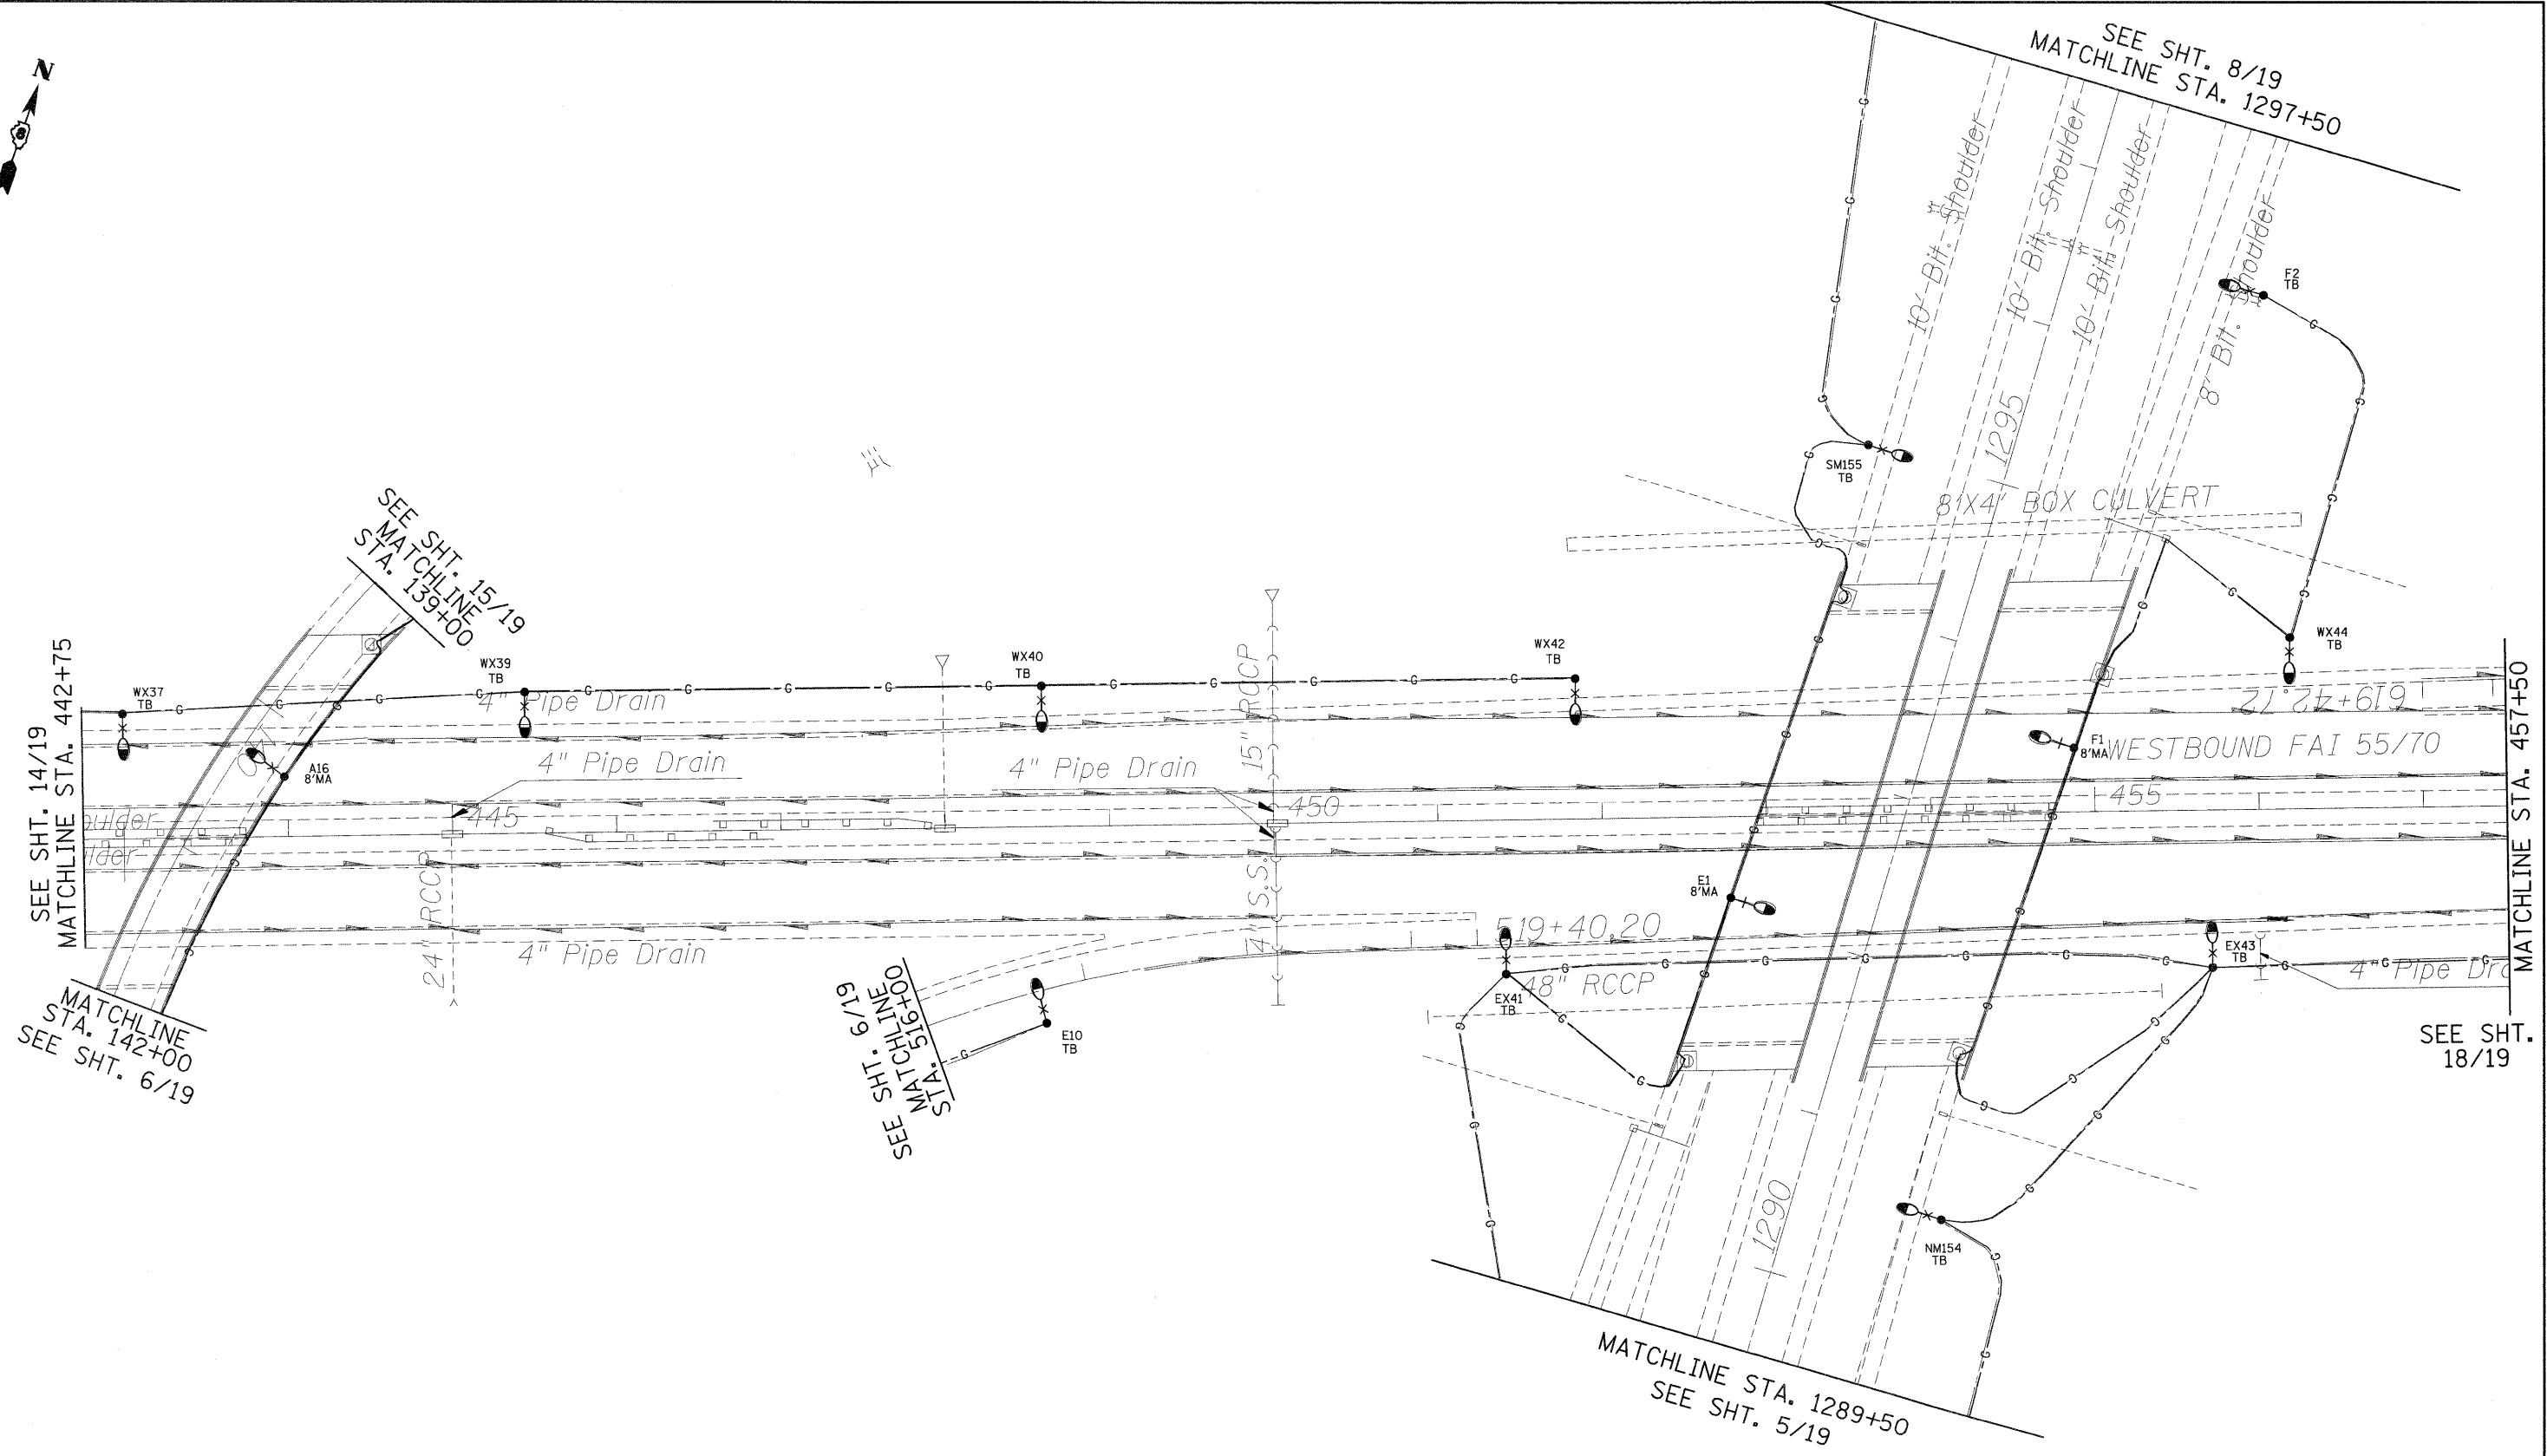 N
SEE SHT. 8/19
MATCHLINE STA. 1297+50
10' Bit. Shoulder
10' Bit. Shoulder
10' Bit. Shoulder
8' Bit. Shoulder
F2
TB
1295
SM155
TB
8'X4' BOX CULVERT
SEE SHT. 15/19
MATCHLINE
STA. 139+00
SEE SHT. 14/19
MATCHLINE STA. 442+75
WX37
TB
WX39
TB
4" Pipe Drain
WX40
TB
15" RCCP
WX42
TB
WX44
TB
619+42.72
A16
8'MA
4" Pipe Drain
4" Pipe Drain
F1
8'MA
WESTBOUND FAI 55/70
MATCHLINE STA. 457+50
445
450
455
oulder
lder
24" RCCP
4" S.S.
E1
8'MA
519+40.20
4" Pipe Drain
EX41
TB
48" RCCP
EX43
TB
4" Pipe Dra
SEE SHT. 6/19
MATCHLINE
STA. 516+00
E10
TB
MATCHLINE
STA. 142+00
SEE SHT. 6/19
SEE SHT.
18/19
1290
NM154
TB
MATCHLINE STA. 1289+50
SEE SHT. 5/19